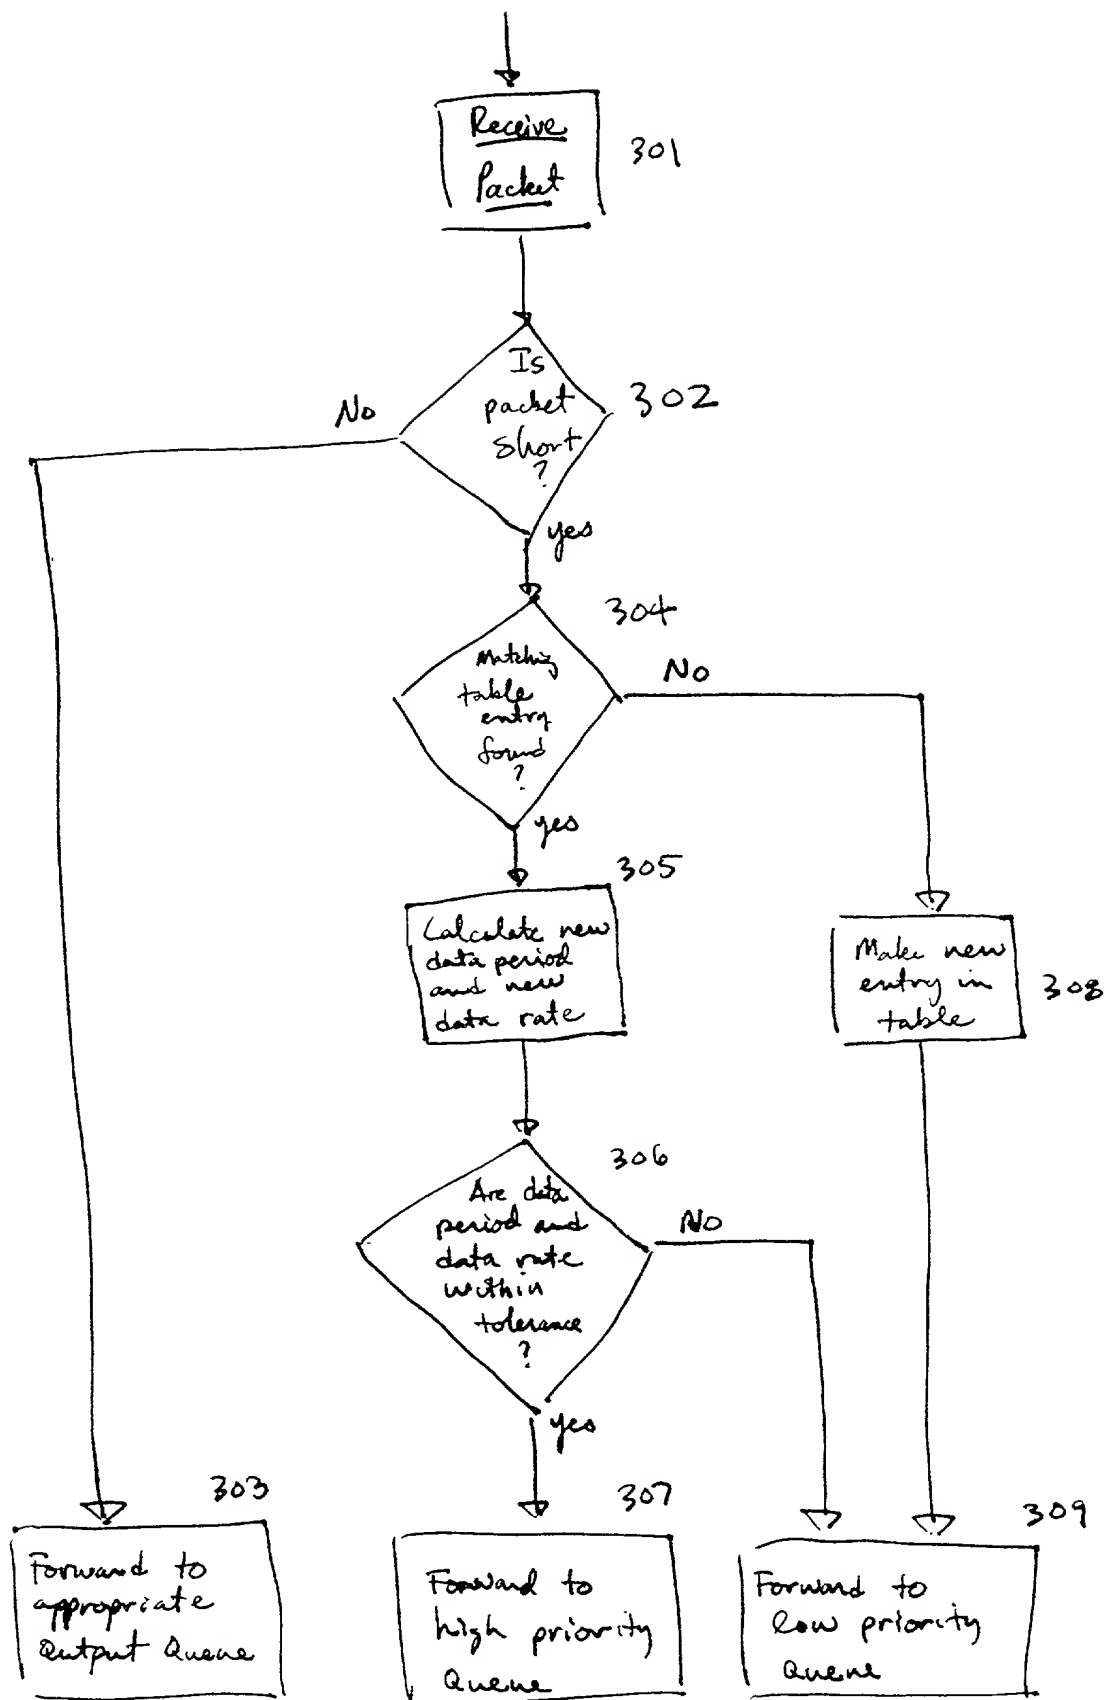 Receive
Packet
301
Is
packet
short
?
302
No
yes
304
Matching
table
entry
found
?
No
yes
305
Calculate new
data period
and new
data rate
Make new
entry in
table
308
306
Are data
period and
data rate
within
tolerance
?
No
yes
303
Forward to
appropriate
Output Queue
307
Forward to
high priority
Queue
309
Forward to
low priority
Queue